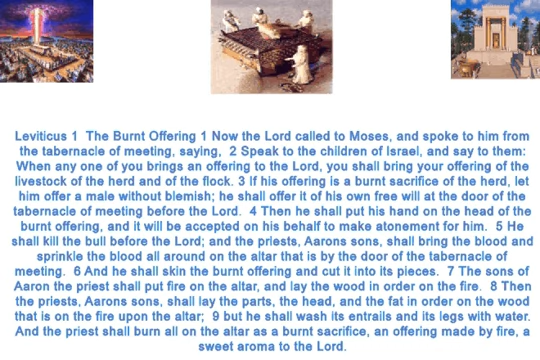 Leviticus 1 The Burnt Offering 1 Now the Lord called to Moses, and spoke to him from
the tabernacle of meeting, saying, 2 Speak to the children of Israel, and say to them:
When any one of you brings an offering to the Lord, you shall bring your offering of the
livestock of the herd and of the flock. 3 If his offering is a burnt sacrifice of the herd, let
him offer a male without blemish; he shall offer it of his own free will at the door of the
tabernacle of meeting before the Lord. 4 Then he shall put his hand on the head of the
burnt offering, and it will be accepted on his behalf to make atonement for him. 5 He
shall kill the bull before the Lord; and the priests, Aarons sons, shall bring the blood and
sprinkle the blood all around on the altar that is by the door of the tabernacle of
meeting. 6 And he shall skin the burnt offering and cut it into its pieces. 7 The sons of
Aaron the priest shall put fire on the altar, and lay the wood in order on the fire. 8 Then
the priests, Aarons sons, shall lay the parts, the head, and the fat in order on the wood
that is on the fire upon the altar; 9 but he shall wash its entrails and its legs with water.
And the priest shall burn all on the altar as a burnt sacrifice, an offering made by fire, a
sweet aroma to the Lord.